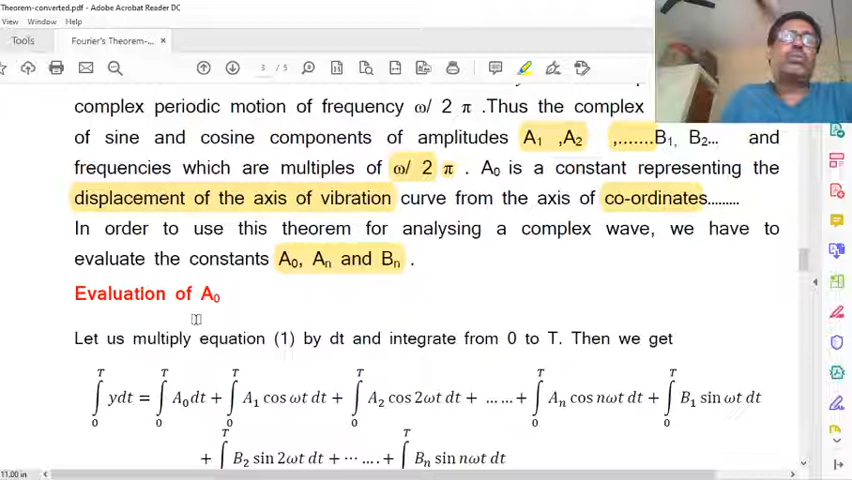 Theorem-converted.pdf - Adobe Acrobat Reader DC
View Window Help
Tools
Fourier's Theorem-... ×
3 / 5
complex periodic motion of frequency ω/ 2 π .Thus the complex
of sine and cosine components of amplitudes A₁ ,A₂ ,.......B₁, B₂... and
frequencies which are multiples of ω/ 2 π . A₀ is a constant representing the
displacement of the axis of vibration curve from the axis of co-ordinates.........
In order to use this theorem for analysing a complex wave, we have to
evaluate the constants A₀, Aₙ and Bₙ .
Evaluation of A₀
Let us multiply equation (1) by dt and integrate from 0 to T. Then we get
∫₀ᵀ ydt = ∫₀ᵀ A₀dt + ∫₀ᵀ A₁ cos ωt dt + ∫₀ᵀ A₂ cos 2ωt dt + ... ... + ∫₀ᵀ Aₙ cos nωt dt + ∫₀ᵀ B₁ sin ωt dt
+ ∫ᵀ B₂ sin 2ωt dt + ⋯ ... . + ∫ᵀ Bₙ sin nωt dt
11.00 in